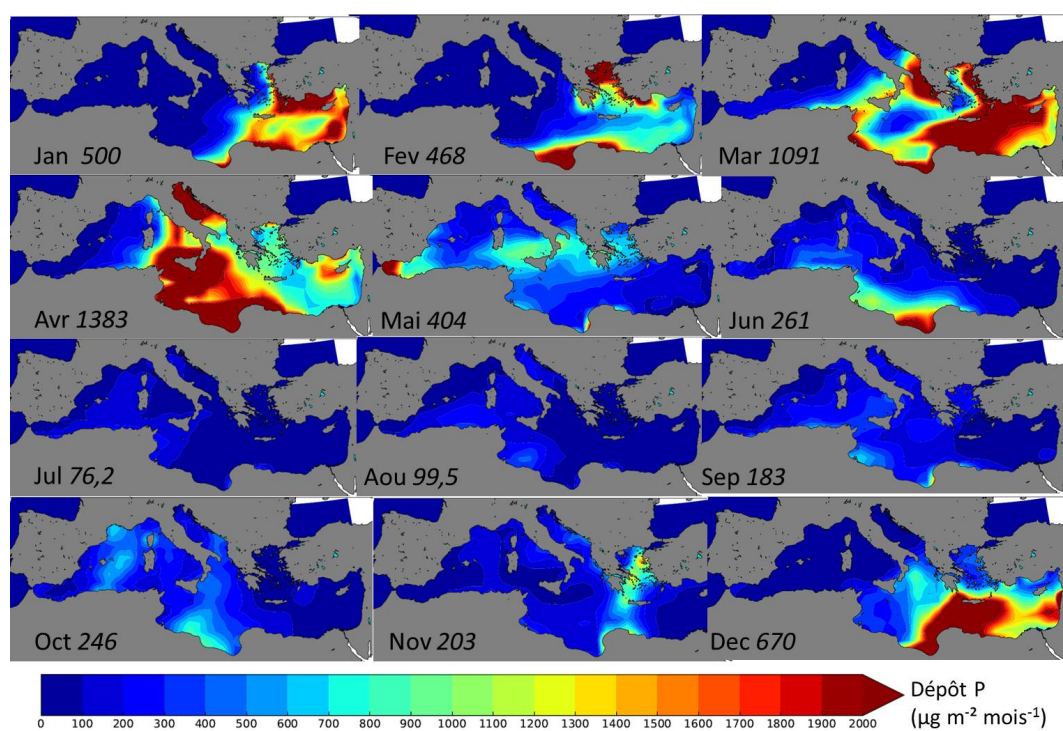 Jan 500
Fev 468
Mar 1091
Avr 1383
Mai 404
Jun 261
Jul 76,2
Aou 99,5
Sep 183
Oct 246
Nov 203
Dec 670
Dépôt P
(µg m⁻² mois⁻¹)
0 100 200 300 400 500 600 700 800 900 1000 1100 1200 1300 1400 1500 1600 1700 1800 1900 2000